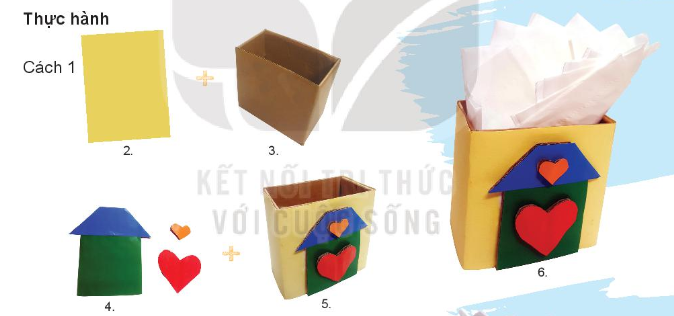 Thực hành
Cách 1
2.
3.
KẾT NỐI TRI THỨC
VỚI CUỘC SỐNG
4.
5.
6.